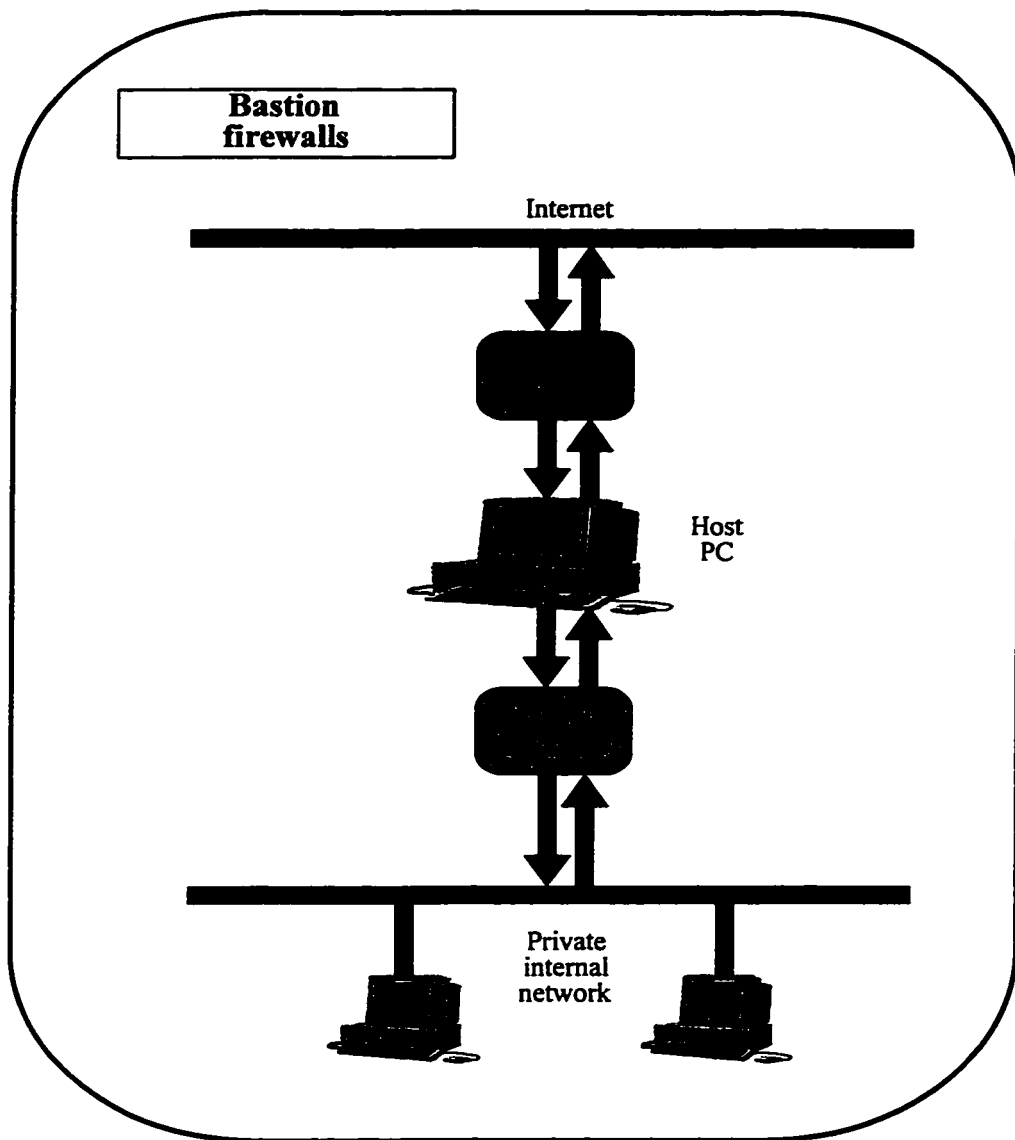 Bastion
firewalls
Internet
Host
PC
Private
internal
network